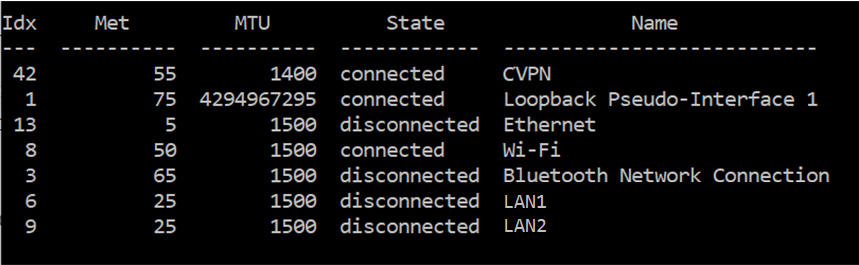 Idx     Met         MTU          State                Name
---  ----------  ----------  ------------  ---------------------------
 42          55        1400  connected     CVPN
  1          75  4294967295  connected     Loopback Pseudo-Interface 1
 13           5        1500  disconnected  Ethernet
  8          50        1500  connected     Wi-Fi
  3          65        1500  disconnected  Bluetooth Network Connection
  6          25        1500  disconnected  LAN1
  9          25        1500  disconnected  LAN2